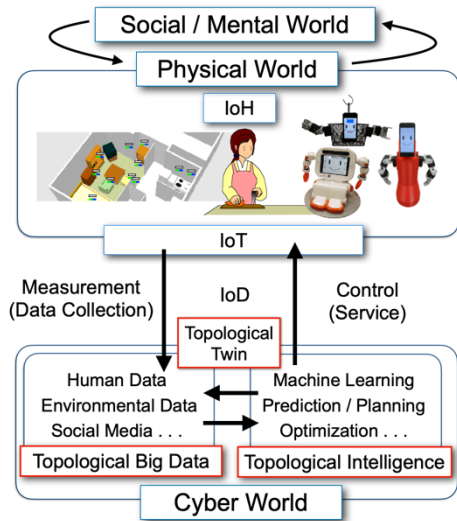 Social / Mental World
Physical World
IoH
IoT
Measurement
(Data Collection)
IoD
Control
(Service)
Topological
Twin
Human Data
Environmental Data
Social Media . . .
Machine Learning
Prediction / Planning
Optimization . . .
Topological Big Data
Topological Intelligence
Cyber World